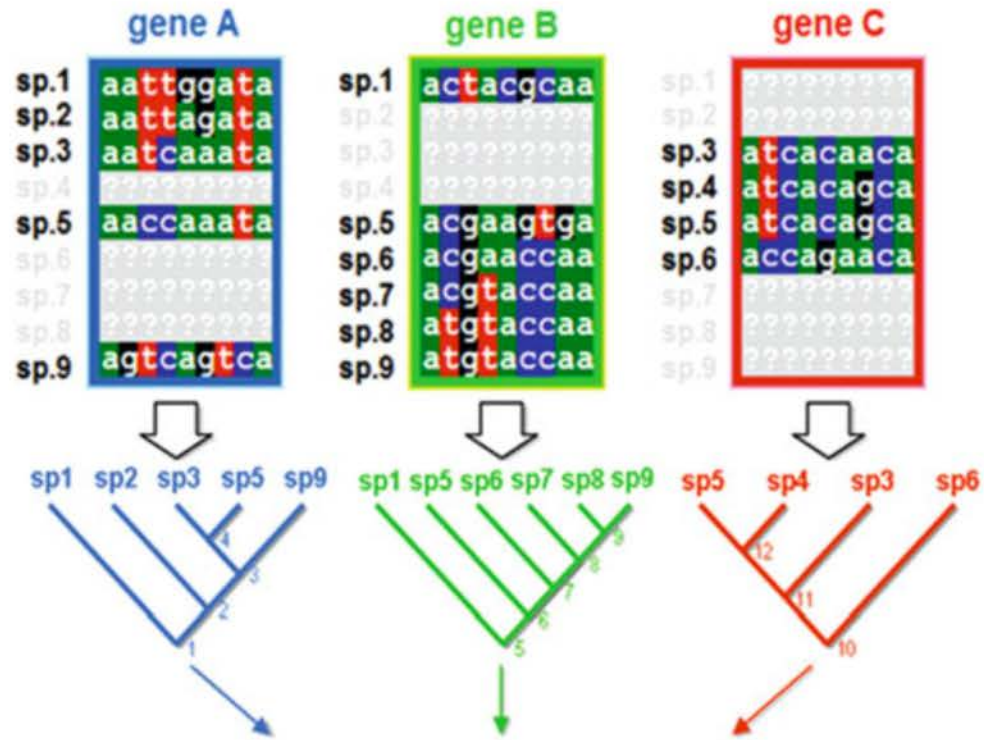 gene A gene B gene C
sp.1 aattggata sp.1 actacgcaa sp.1 ?????????
sp.2 aattagata sp.2 ????????? sp.2 ?????????
sp.3 aatcaaata sp.3 ????????? sp.3 atcacaaca
sp.4 ????????? sp.4 ????????? sp.4 atcacagca
sp.5 aaccaaata sp.5 acgaagtga sp.5 atcacagca
sp.6 ????????? sp.6 acgaaccaa sp.6 accagaaca
sp.7 ????????? sp.7 acgtaccaa sp.7 ?????????
sp.8 ????????? sp.8 atgtaccaa sp.8 ?????????
sp.9 agtcagtca sp.9 atgtaccaa sp.9 ?????????
sp1 sp2 sp3 sp5 sp9 sp1 sp5 sp6 sp7 sp8 sp9 sp5 sp4 sp3 sp6
4 9 12
3 8
2 7 11
6
1 5 10